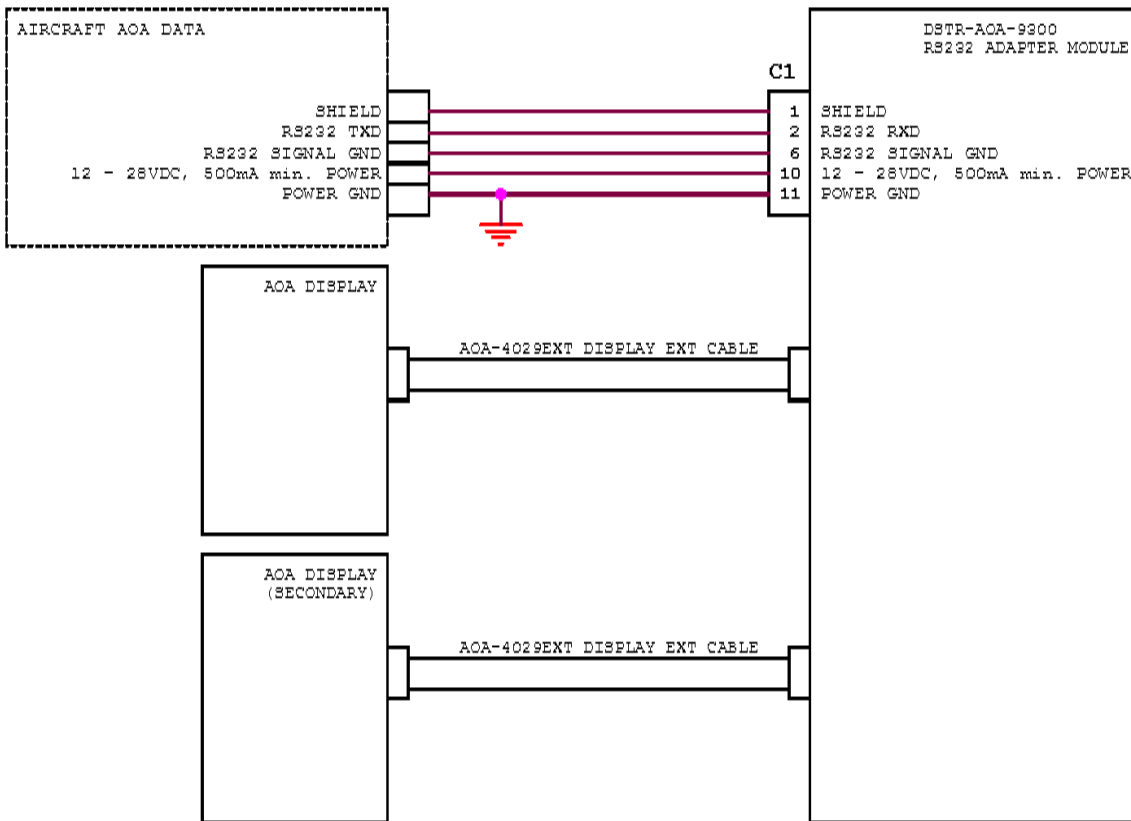 AIRCRAFT AOA DATA
SHIELD
RS232 TXD
RS232 SIGNAL GND
12 - 28VDC, 500mA min. POWER
POWER GND
C1
1
2
6
10
11
DSTR-AOA-9300
RS232 ADAPTER MODULE
SHIELD
RS232 RXD
RS232 SIGNAL GND
12 - 28VDC, 500mA min. POWER
POWER GND
AOA DISPLAY
AOA-4029EXT DISPLAY EXT CABLE
AOA DISPLAY
(SECONDARY)
AOA-4029EXT DISPLAY EXT CABLE